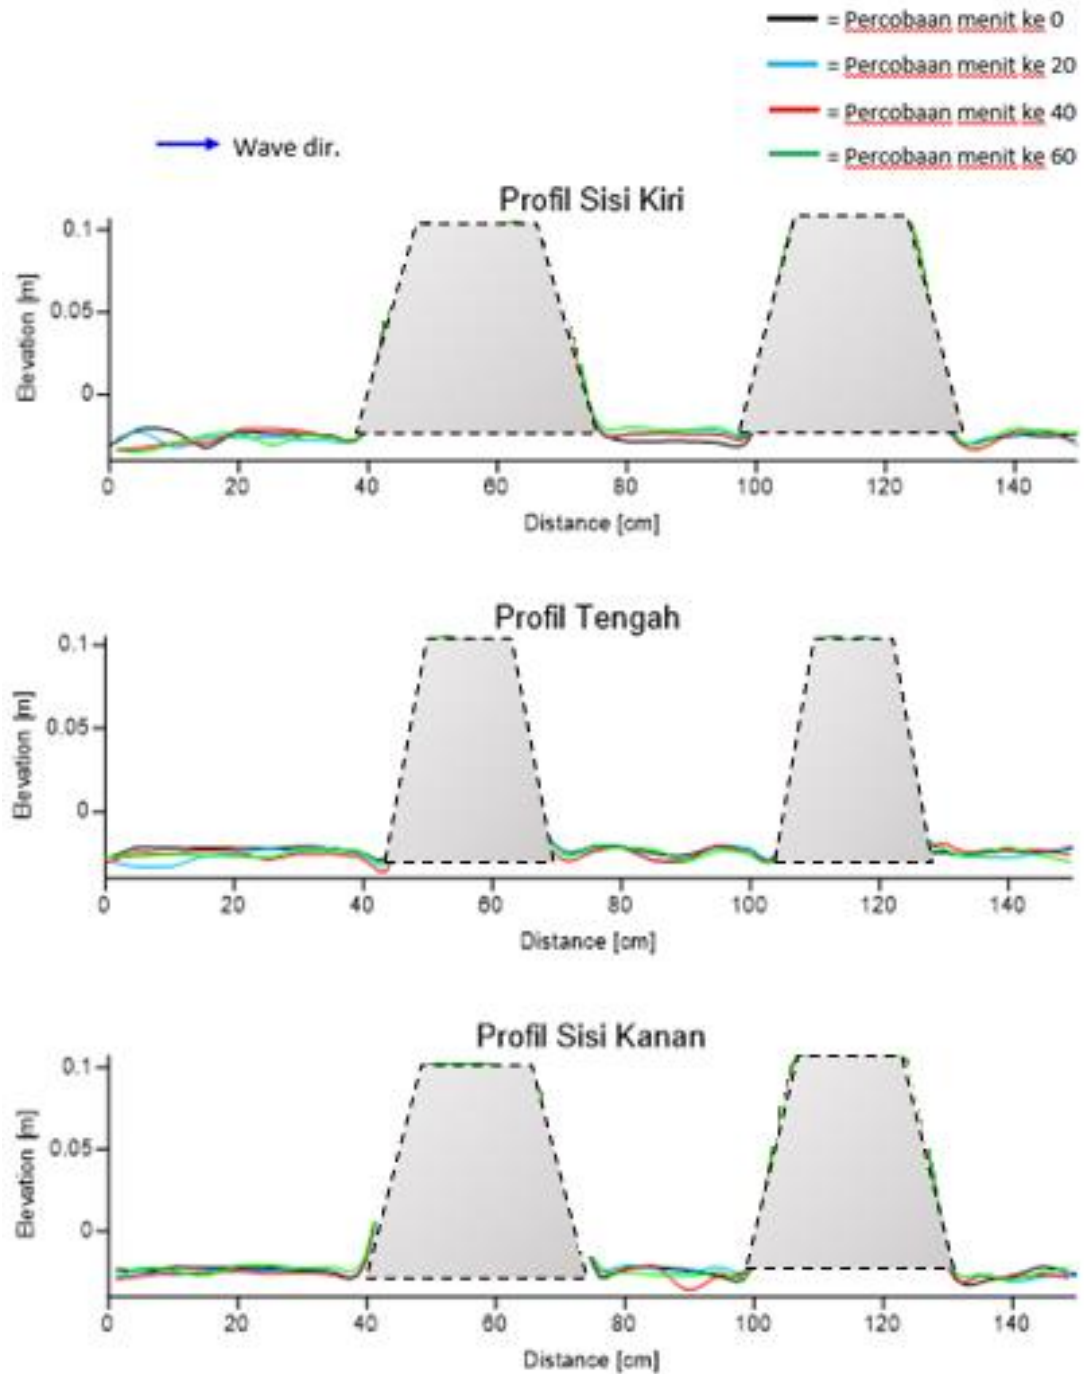 = Percobaan menit ke 0
= Percobaan menit ke 20
= Percobaan menit ke 40
= Percobaan menit ke 60
Wave dir.
Profil Sisi Kiri
Elevation [m]
0.1
0.05
0
0 20 40 60 80 100 120 140
Distance [cm]
Profil Tengah
Elevation [m]
0.1
0.05
0
0 20 40 60 80 100 120 140
Distance [cm]
Profil Sisi Kanan
Elevation [m]
0.1
0.05
0
0 20 40 60 80 100 120 140
Distance [cm]